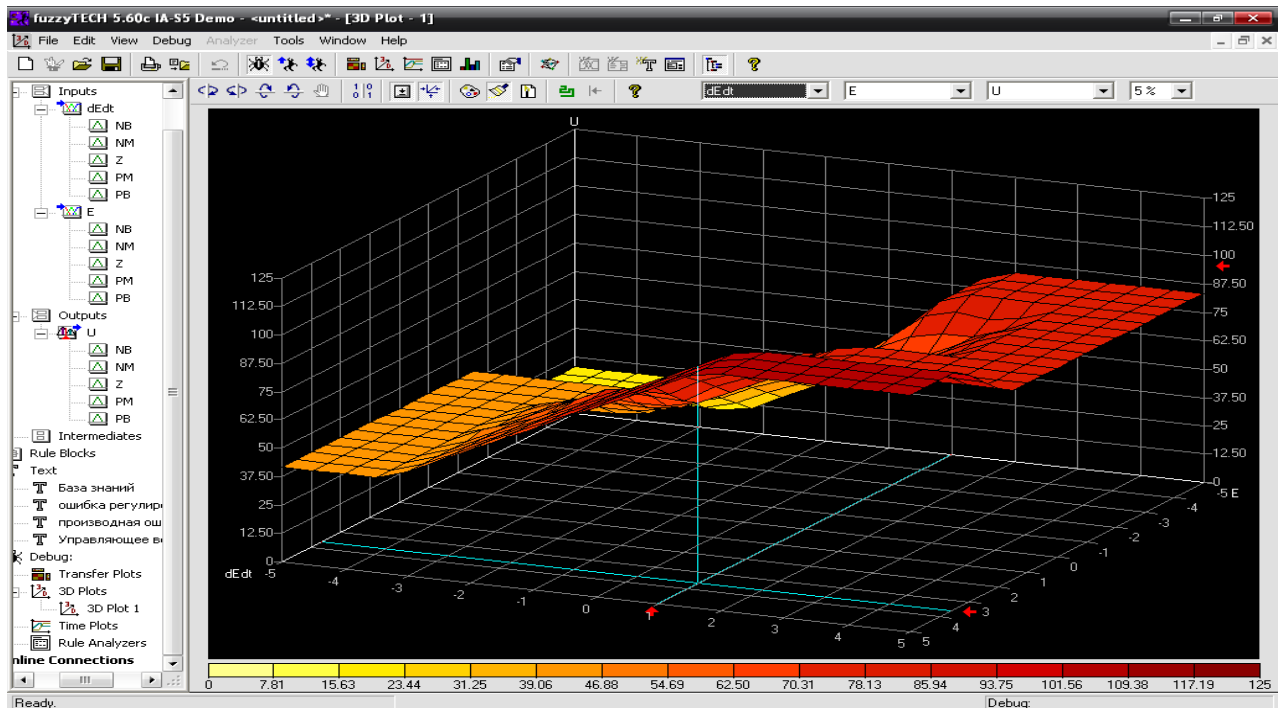 fuzzyTECH 5.60c IA-S5 Demo - <untitled>* - [3D Plot - 1]
File Edit View Debug Analyzer Tools Window Help
dEdt E U 5 %
Inputs
dEdt
NB
NM
Z
PM
PB
E
NB
NM
Z
PM
PB
Outputs
U
NB
NM
Z
PM
PB
Intermediates
Rule Blocks
Text
База знаний
ошибка регулир
производная ош
Управляющее в
Debug:
Transfer Plots
3D Plots
3D Plot 1
Time Plots
Rule Analyzers
nline Connections
U
125
112.50
100
87.50
75
62.50
50
37.50
25
12.50
0
125
112.50
100
87.50
75
62.50
50
37.50
25
12.50
0
dEdt -5 -4 -3 -2 -1 0 1 2 3 4 5
-5 E
-4
-3
-2
-1
0
1
2
3
4
5
0 7.81 15.63 23.44 31.25 39.06 46.88 54.69 62.50 70.31 78.13 85.94 93.75 101.56 109.38 117.19 125
Ready. Debug: